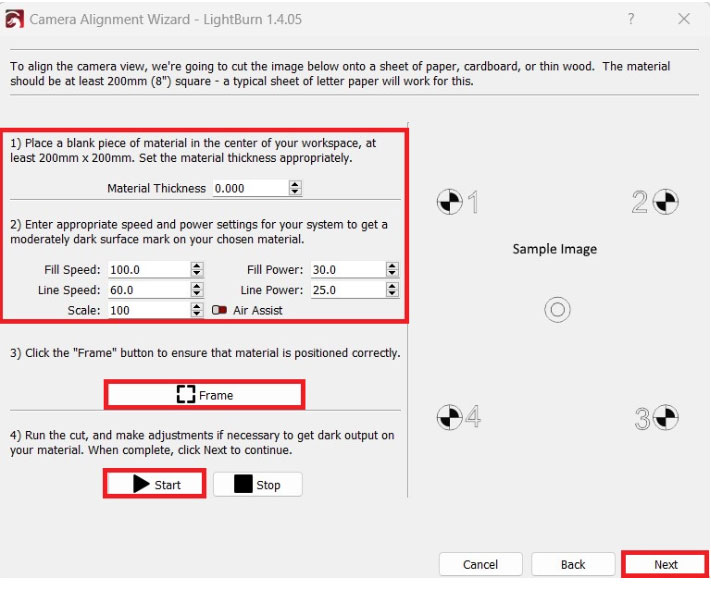 Camera Alignment Wizard - LightBurn 1.4.05
To align the camera view, we're going to cut the image below onto a sheet of paper, cardboard, or thin wood. The material
should be at least 200mm (8") square - a typical sheet of letter paper will work for this.
1) Place a blank piece of material in the center of your workspace, at
least 200mm x 200mm. Set the material thickness appropriately.
Material Thickness 0.000
2) Enter appropriate speed and power settings for your system to get a
moderately dark surface mark on your chosen material.
Fill Speed: 100.0 Fill Power: 30.0
Line Speed: 60.0 Line Power: 25.0
Scale: 100 Air Assist
3) Click the "Frame" button to ensure that material is positioned correctly.
Frame
4) Run the cut, and make adjustments if necessary to get dark output on
your material. When complete, click Next to continue.
Start Stop
1 2
Sample Image
4 3
Cancel Back Next